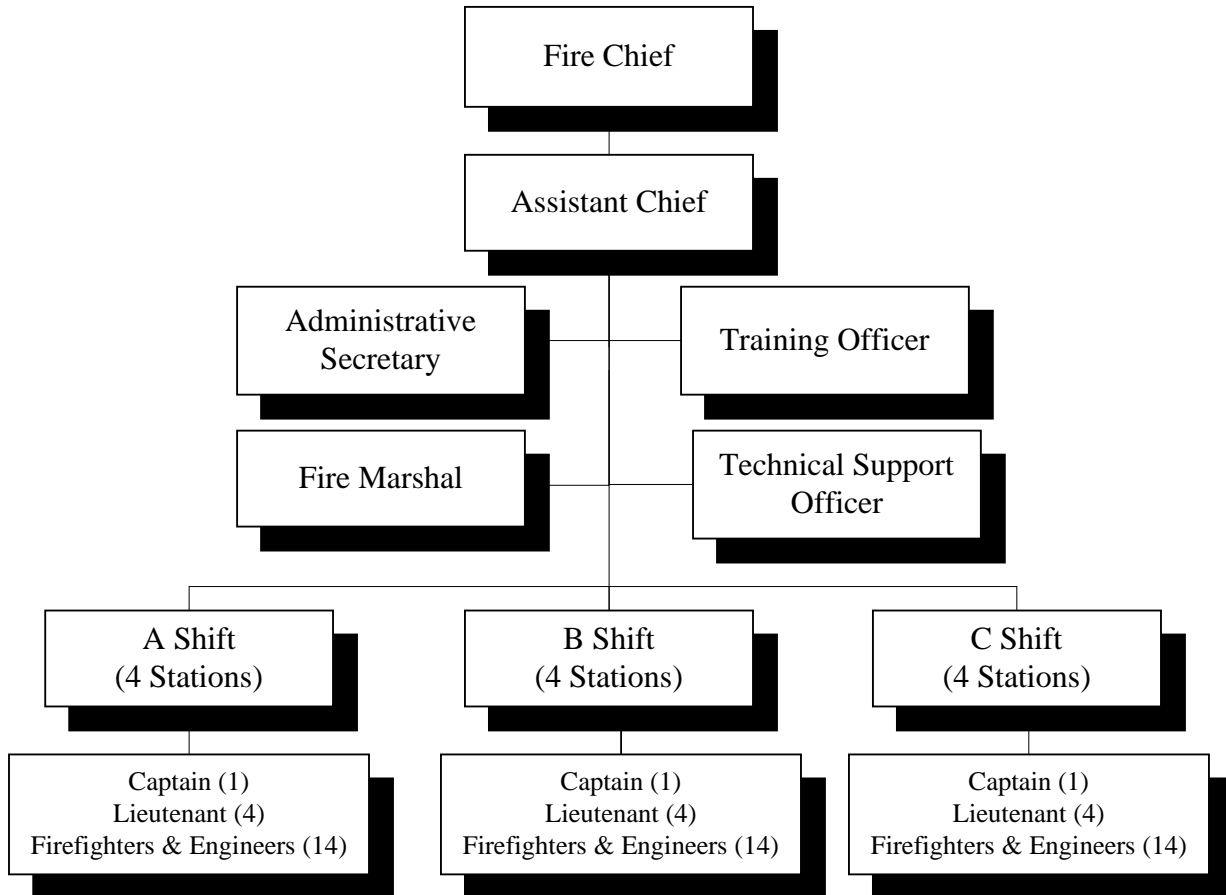 Fire Chief
Assistant Chief
Administrative
Secretary
Training Officer
Fire Marshal
Technical Support
Officer
A Shift
(4 Stations)
B Shift
(4 Stations)
C Shift
(4 Stations)
Captain (1)
Lieutenant (4)
Firefighters & Engineers (14)
Captain (1)
Lieutenant (4)
Firefighters & Engineers (14)
Captain (1)
Lieutenant (4)
Firefighters & Engineers (14)